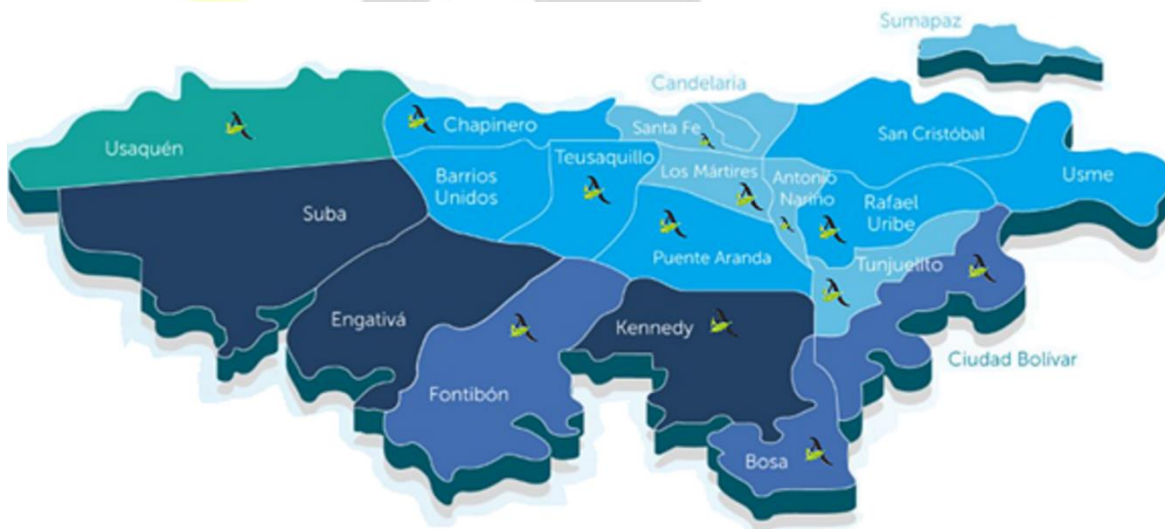 Sumapaz
Candelaria
Usaquén
Chapinero
Santa Fe
San Cristóbal
Teusaquillo
Los Mártires
Barrios
Unidos
Antonio
Nariño
Usme
Rafael
Uribe
Suba
Puente Aranda
Tunjuelito
Engativá
Kennedy
Ciudad Bolívar
Fontibón
Bosa